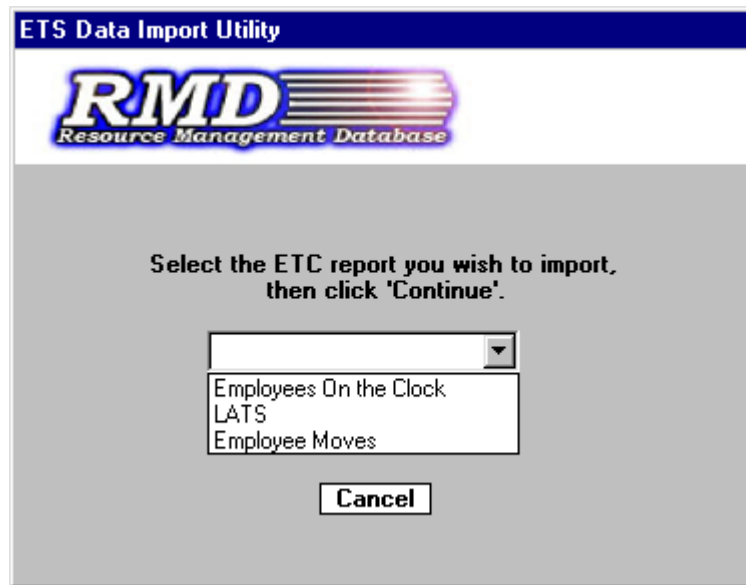 ETS Data Import Utility
RMD
Resource Management Database
Select the ETC report you wish to import,
then click 'Continue'.
Employees On the Clock
LATS
Employee Moves
Cancel